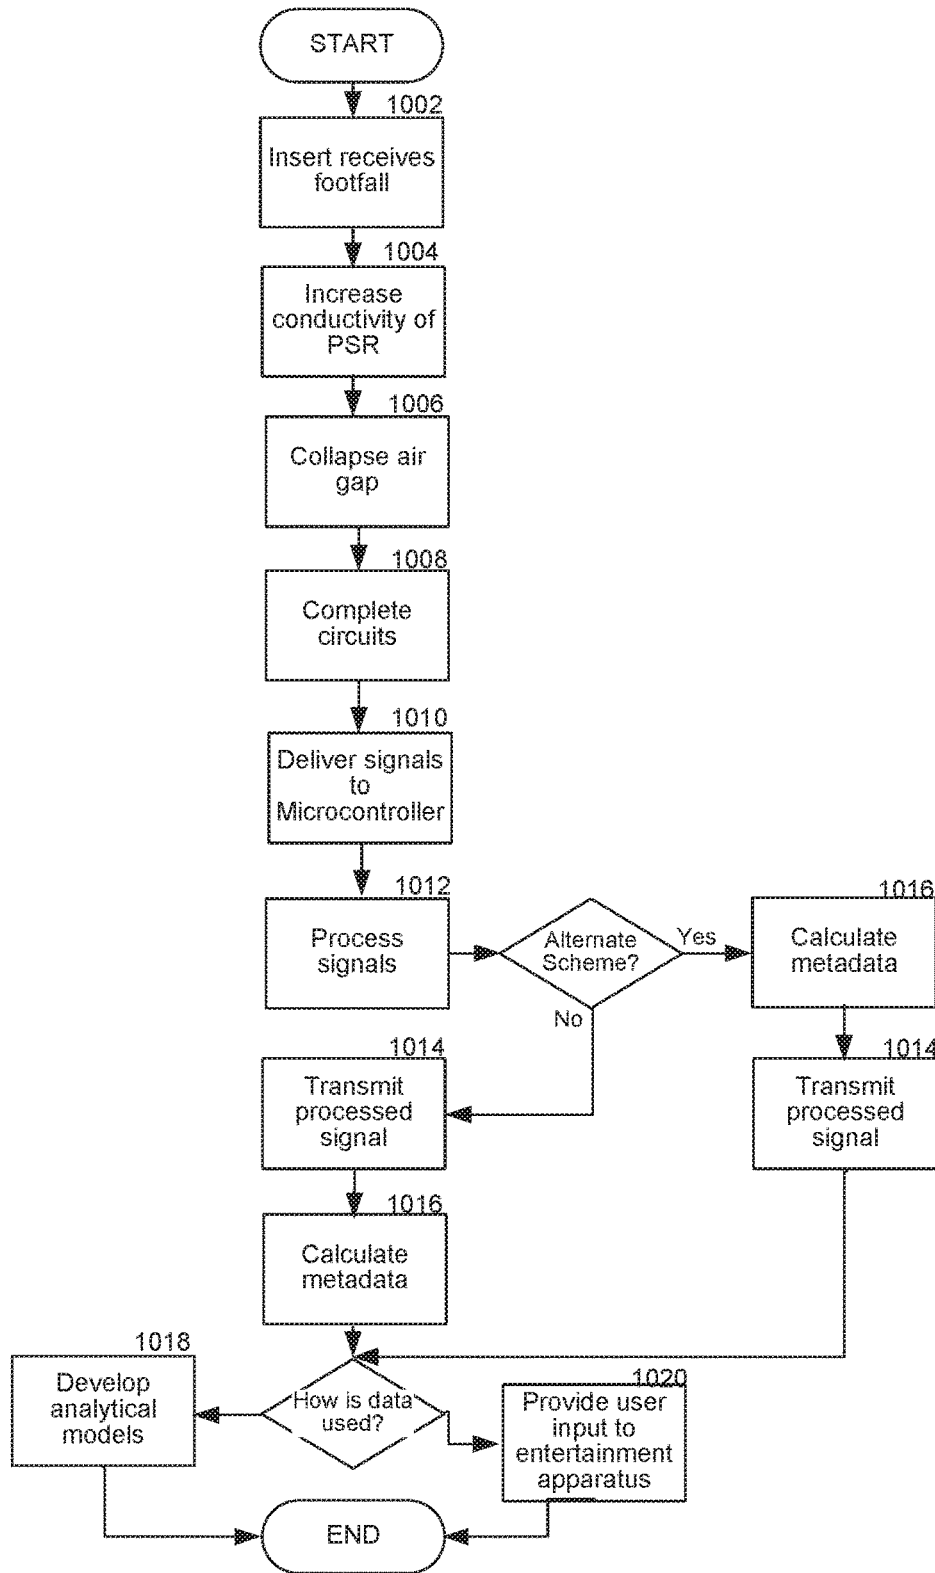 START
1002
Insert receives
footfall
1004
Increase
conductivity of
PSR
1006
Collapse air
gap
1008
Complete
circuits
1010
Deliver signals
to
Microcontroller
1012
Process
signals
Alternate
Scheme?
Yes
No
1016
Calculate
metadata
1014
Transmit
processed
signal
1014
Transmit
processed
signal
1016
Calculate
metadata
1018
Develop
analytical
models
How is data
used?
1020
Provide user
input to
entertainment
apparatus
END